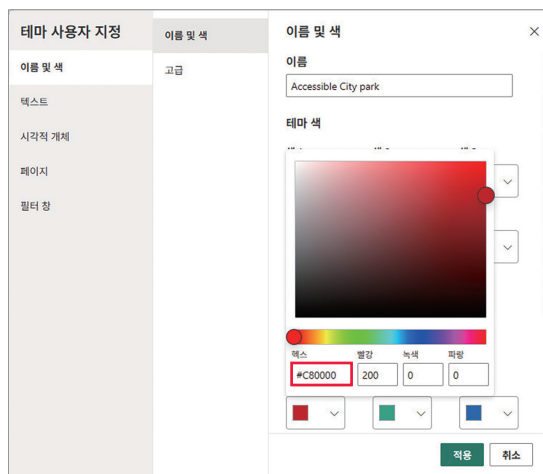 테마 사용자 지정
이름 및 색
텍스트
시각적 개체
페이지
필터 창
이름 및 색
고급
이름 및 색
이름
Accessible City park
테마 색
헥스 빨강 녹색 파랑
#C80000 200 0 0
적용 취소